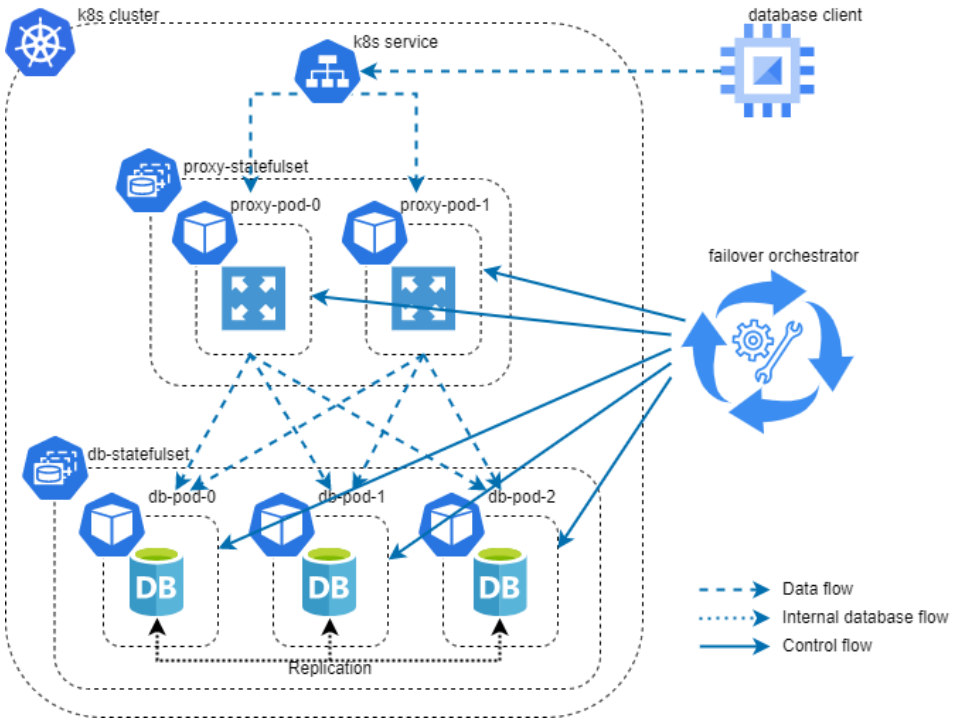 k8s cluster
database client
k8s service
proxy-statefulset
proxy-pod-0
proxy-pod-1
failover orchestrator
db-statefulset
db-pod-0
db-pod-1
db-pod-2
DB
DB
DB
Replication
Data flow
Internal database flow
Control flow